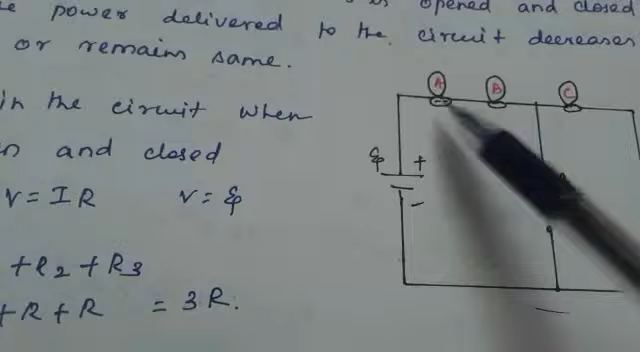 power delivered to the circuit decreases
or remains same.
in the circuit when
and closed
V = IR V = ξ
+R2 + R3
+R + R = 3R.
opened and closed
A B C
ξ +
-